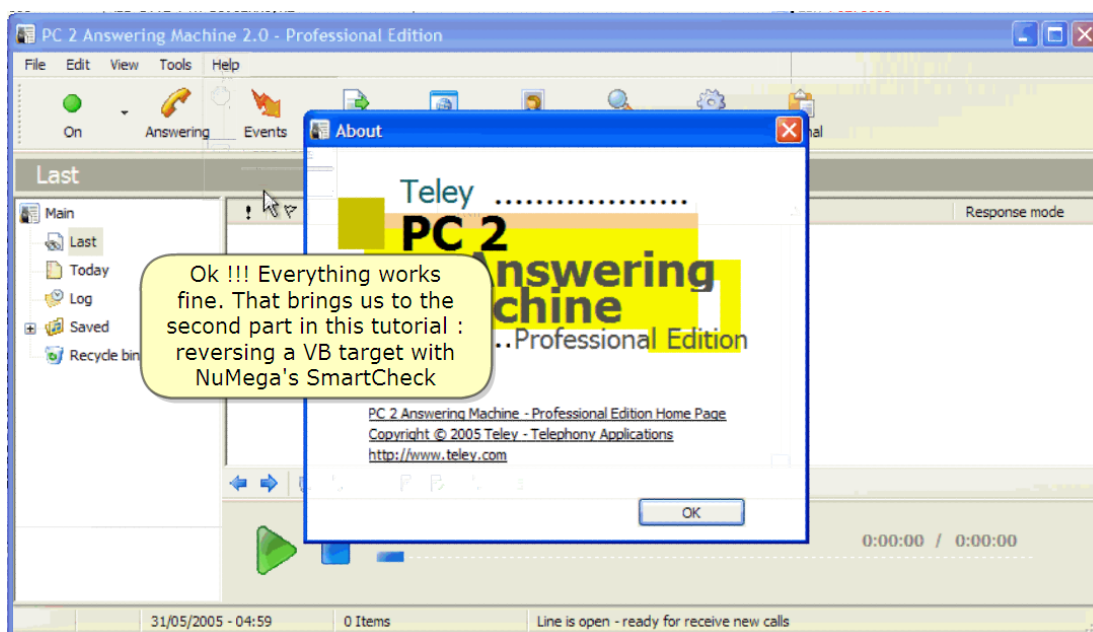 PC 2 Answering Machine 2.0 - Professional Edition
File Edit View Tools Help
On Answering Events
About
Last
Main
Last
Today
Log
Saved
Recycle bin
! Response mode
Teley ...................
PC 2
Answering
chine
..Professional Edition
Ok !!! Everything works
fine. That brings us to the
second part in this tutorial :
reversing a VB target with
NuMega's SmartCheck
PC 2 Answering Machine - Professional Edition Home Page
Copyright © 2005 Teley - Telephony Applications
http://www.teley.com
OK
0:00:00 / 0:00:00
31/05/2005 - 04:59 0 Items Line is open - ready for receive new calls